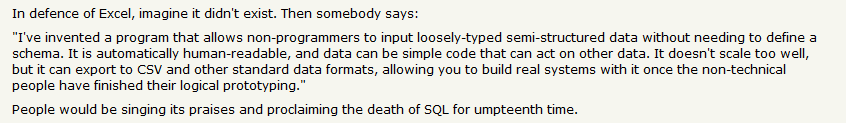 In defence of Excel, imagine it didn't exist. Then somebody says:
"I've invented a program that allows non-programmers to input loosely-typed semi-structured data without needing to define a
schema. It is automatically human-readable, and data can be simple code that can act on other data. It doesn't scale too well,
but it can export to CSV and other standard data formats, allowing you to build real systems with it once the non-technical
people have finished their logical prototyping."
People would be singing its praises and proclaiming the death of SQL for umpteenth time.